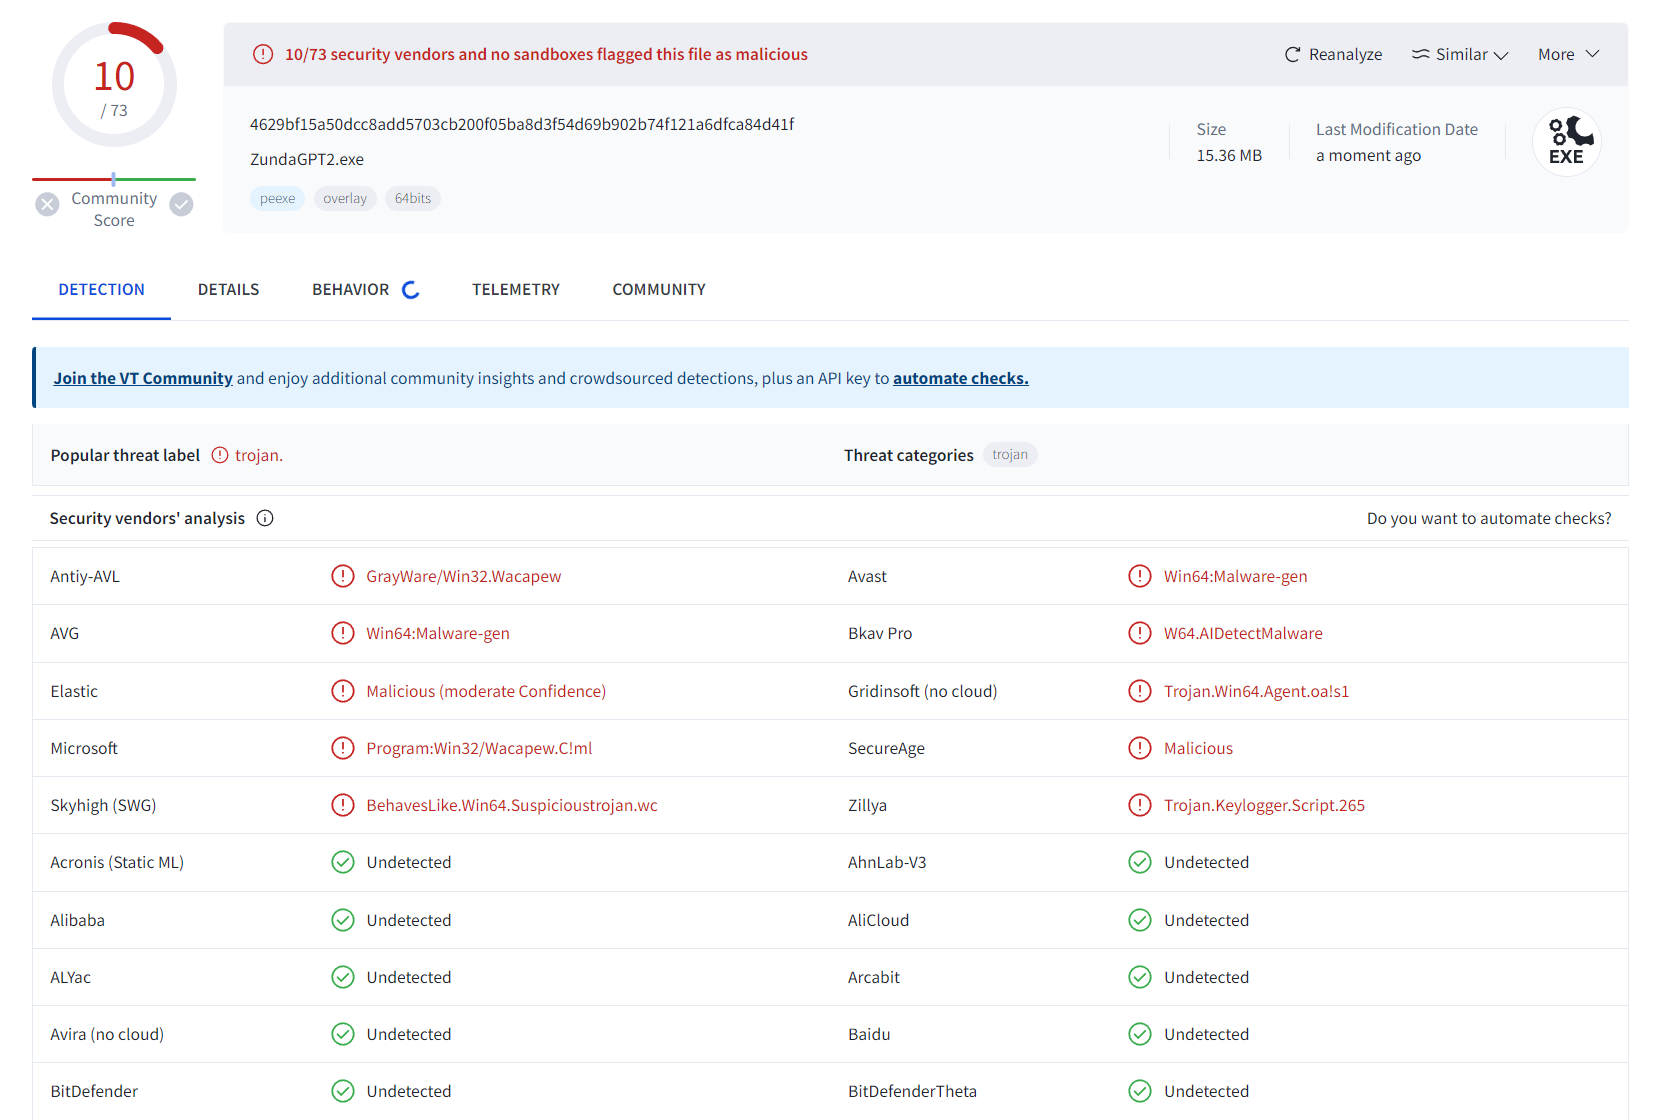 10
/ 73
Community
Score
10/73 security vendors and no sandboxes flagged this file as malicious
Reanalyze
Similar
More
4629bf15a50dcc8add5703cb200f05ba8d3f54d69b902b74f121a6dfca84d41f
ZundaGPT2.exe
peexe
overlay
64bits
Size
15.36 MB
Last Modification Date
a moment ago
EXE
DETECTION
DETAILS
BEHAVIOR
TELEMETRY
COMMUNITY
Join the VT Community and enjoy additional community insights and crowdsourced detections, plus an API key to automate checks.
Popular threat label trojan.
Threat categories trojan
Security vendors' analysis
Do you want to automate checks?
Antiy-AVL GrayWare/Win32.Wacapew Avast Win64:Malware-gen
AVG Win64:Malware-gen Bkav Pro W64.AIDetectMalware
Elastic Malicious (moderate Confidence) Gridinsoft (no cloud) Trojan.Win64.Agent.oa!s1
Microsoft Program:Win32/Wacapew.C!ml SecureAge Malicious
Skyhigh (SWG) BehavesLike.Win64.Suspicioustrojan.wc Zillya Trojan.Keylogger.Script.265
Acronis (Static ML) Undetected AhnLab-V3 Undetected
Alibaba Undetected AliCloud Undetected
ALYac Undetected Arcabit Undetected
Avira (no cloud) Undetected Baidu Undetected
BitDefender Undetected BitDefenderTheta Undetected